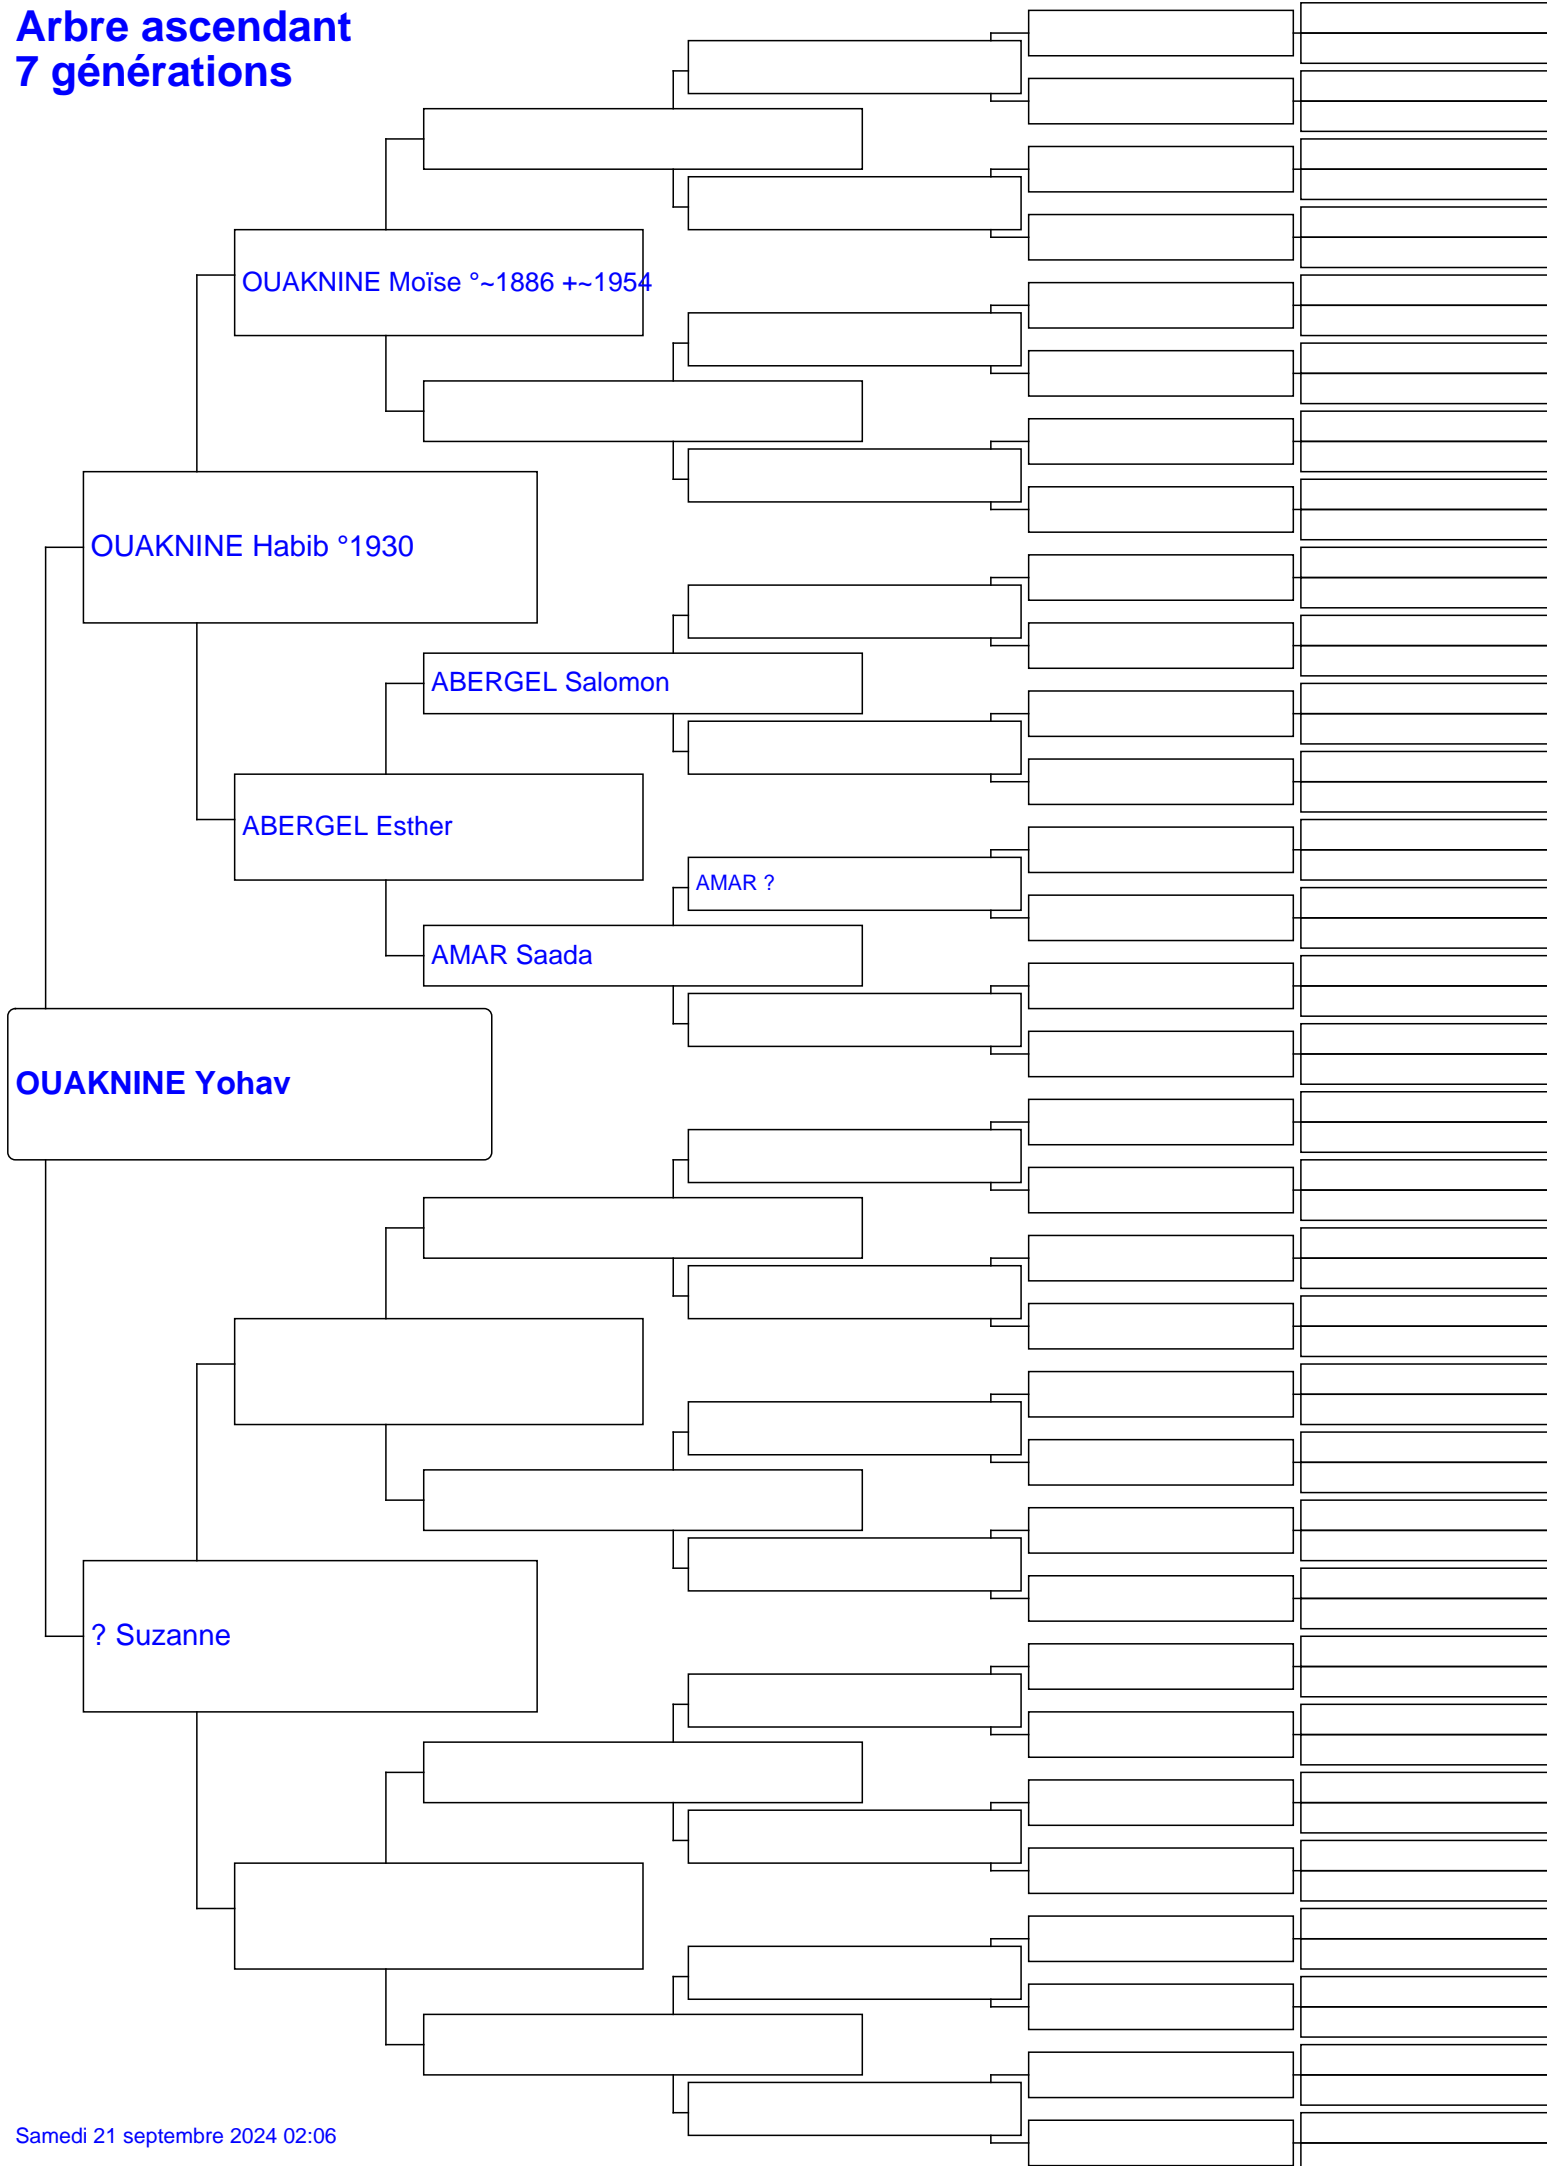 Arbre ascendant
7 générations
OUAKNINE Moïse °~1886 +~1954
OUAKNINE Habib °1930
ABERGEL Salomon
ABERGEL Esther
AMAR ?
AMAR Saada
OUAKNINE Yohav
? Suzanne
Samedi 21 septembre 2024 02:06